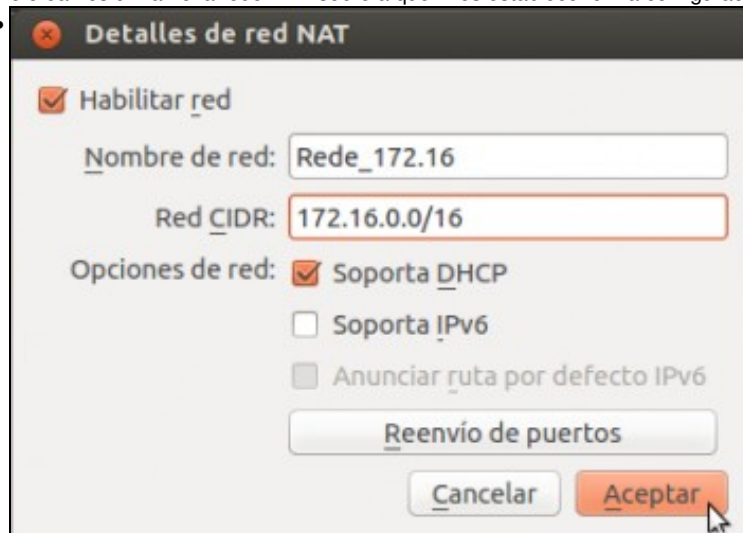 Detalles de red NAT
Habilitar red
Nombre de red: Rede_172.16
Red CIDR: 172.16.0.0/16
Opciones de red: Soporta DHCP
Soporta IPv6
Anunciar ruta por defecto IPv6
Reenvío de puertos
Cancelar Aceptar